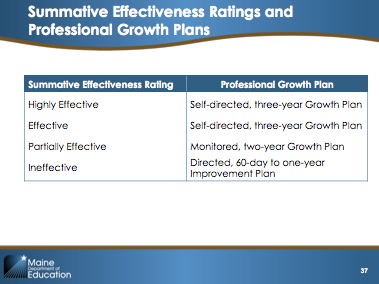 Summative Effectiveness Ratings and
Professional Growth Plans
Summative Effectiveness Rating Professional Growth Plan
Highly Effective Self-directed, three-year Growth Plan
Effective Self-directed, three-year Growth Plan
Partially Effective Monitored, two-year Growth Plan
Ineffective Directed, 60-day to one-year
Improvement Plan
Maine
Department of
Education
37